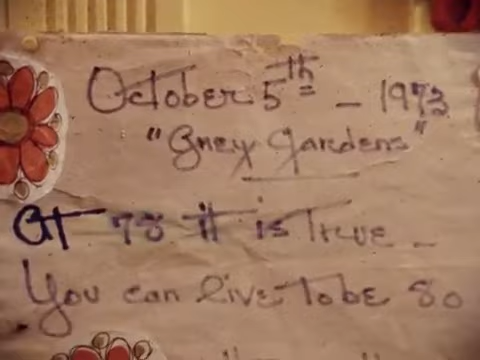 October 5th - 1973
"Grey Gardens"
At 78 it is true -
You can live to be 80